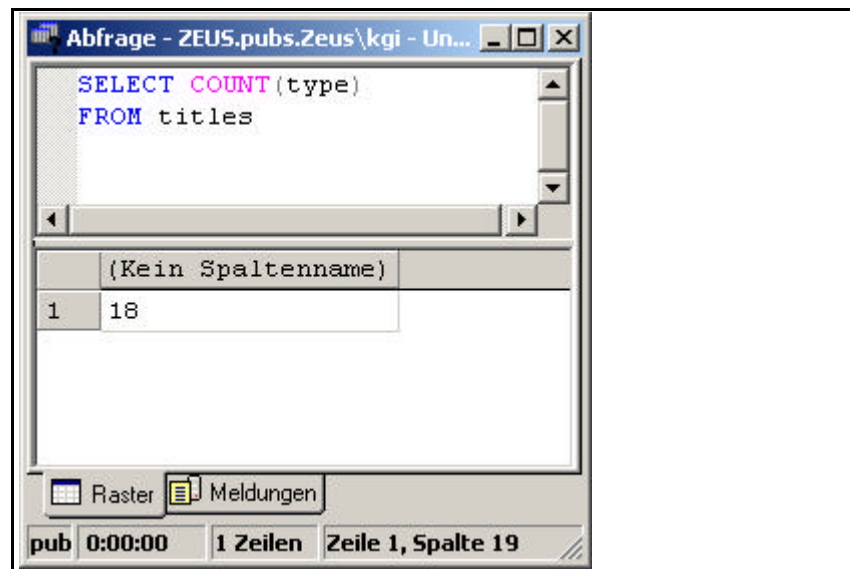 Abfrage - ZEUS.pubs.Zeus\kgi - Un...
SELECT COUNT(type)
FROM titles
(Kein Spaltenname)
1 18
Raster Meldungen
pub 0:00:00 1 Zeilen Zeile 1, Spalte 19